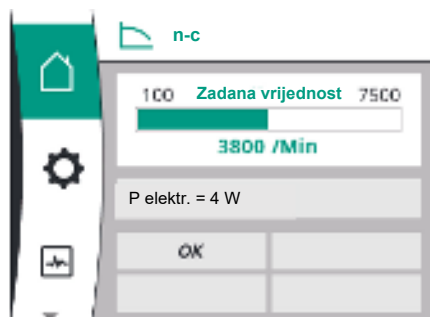 n-c
100 Zadana vrijednost 7500
3800 /Min
P elektr. = 4 W
OK